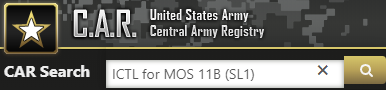 C.A.R. United States Army
Central Army Registry
CAR Search ICTL for MOS 11B (SL1) ✕